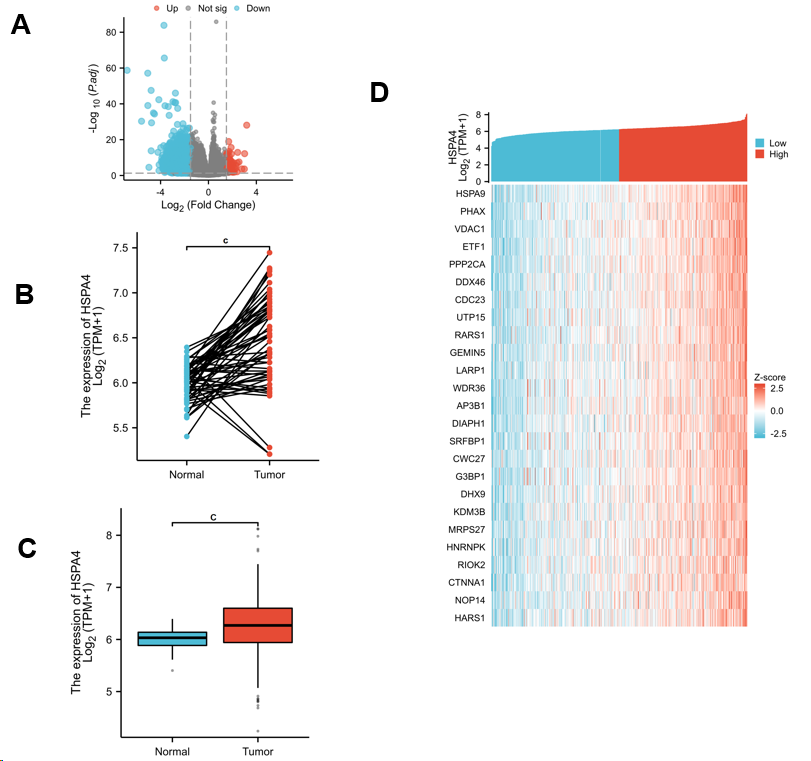 A
Up Not sig Down
-Log10 (P.adj)
80
60
40
20
0
-4 0 4
Log2 (Fold Change)
B
The expression of HSPA4
Log2 (TPM+1)
7.5
7.0
6.5
6.0
5.5
c
Normal Tumor
C
The expression of HSPA4
Log2 (TPM+1)
8
7
6
5
C
Normal Tumor
D
HSPA4
Log2 (TPM+1)
8
6
4
2
0
Low
High
HSPA9
PHAX
VDAC1
ETF1
PPP2CA
DDX46
CDC23
UTP15
RARS1
GEMIN5
LARP1
WDR36
AP3B1
DIAPH1
SRFBP1
CWC27
G3BP1
DHX9
KDM3B
MRPS27
HNRNPK
RIOK2
CTNNA1
NOP14
HARS1
Z-score
2.5
0.0
-2.5